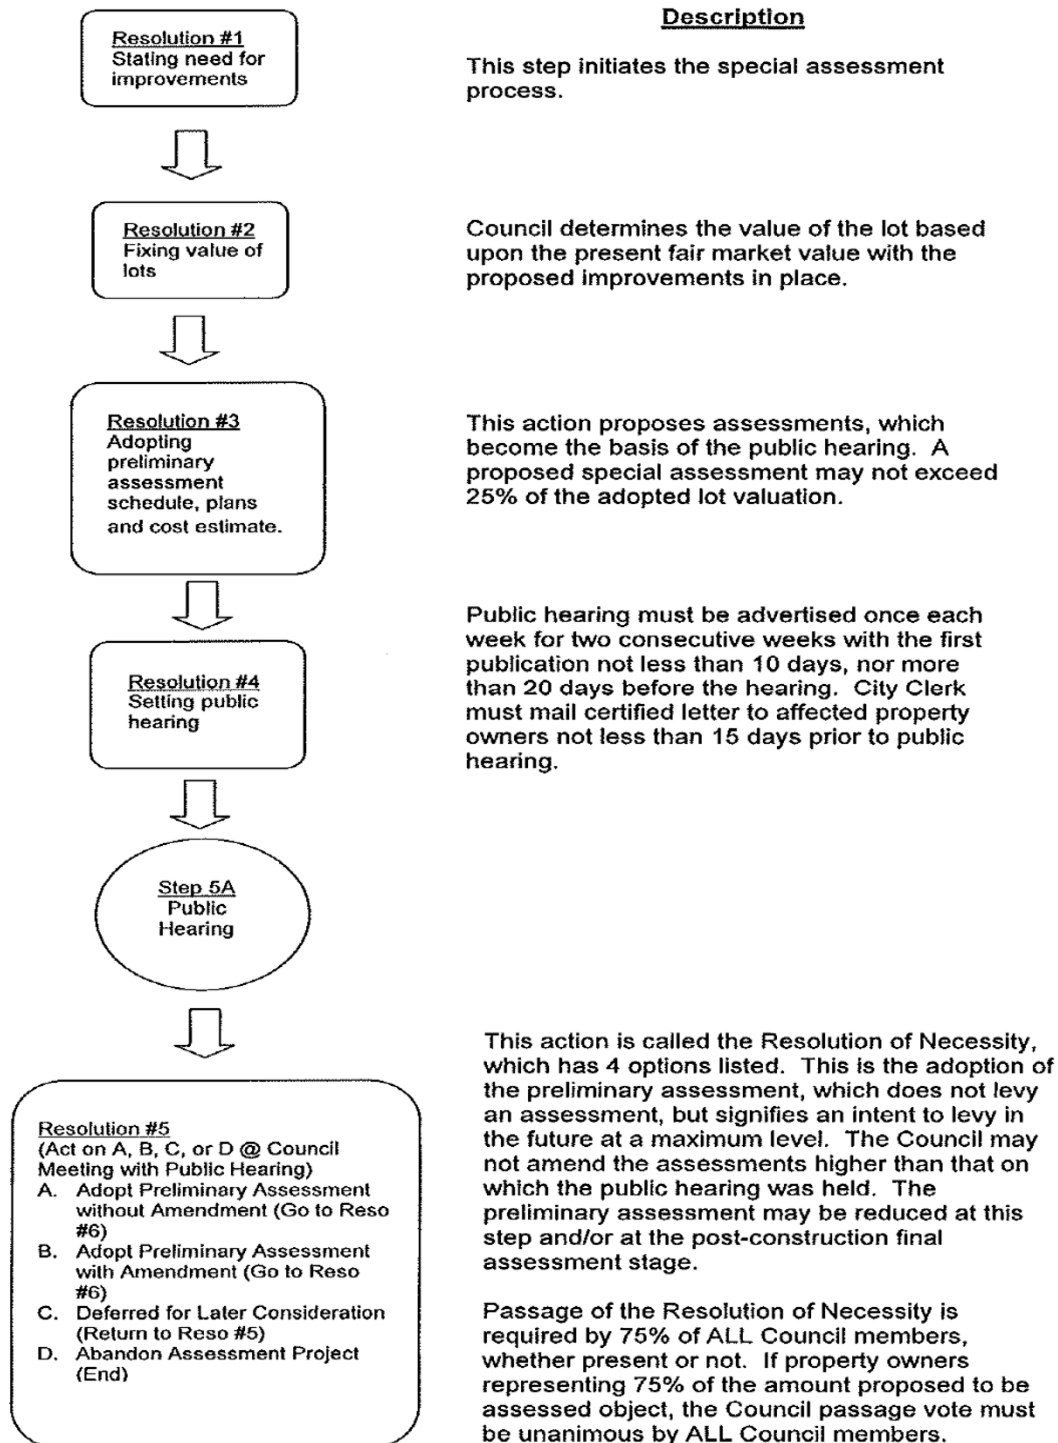 Description
Resolution #1
Stating need for
improvements
This step initiates the special assessment
process.
Resolution #2
Fixing value of
lots
Council determines the value of the lot based
upon the present fair market value with the
proposed improvements in place.
Resolution #3
Adopting
preliminary
assessment
schedule, plans
and cost estimate.
This action proposes assessments, which
become the basis of the public hearing. A
proposed special assessment may not exceed
25% of the adopted lot valuation.
Resolution #4
Setting public
hearing
Public hearing must be advertised once each
week for two consecutive weeks with the first
publication not less than 10 days, nor more
than 20 days before the hearing. City Clerk
must mail certified letter to affected property
owners not less than 15 days prior to public
hearing.
Step 5A
Public
Hearing
Resolution #5
(Act on A, B, C, or D @ Council
Meeting with Public Hearing)
A. Adopt Preliminary Assessment
without Amendment (Go to Reso
#6)
B. Adopt Preliminary Assessment
with Amendment (Go to Reso
#6)
C. Deferred for Later Consideration
(Return to Reso #5)
D. Abandon Assessment Project
(End)
This action is called the Resolution of Necessity,
which has 4 options listed. This is the adoption of
the preliminary assessment, which does not levy
an assessment, but signifies an intent to levy in
the future at a maximum level. The Council may
not amend the assessments higher than that on
which the public hearing was held. The
preliminary assessment may be reduced at this
step and/or at the post-construction final
assessment stage.
Passage of the Resolution of Necessity is
required by 75% of ALL Council members,
whether present or not. If property owners
representing 75% of the amount proposed to be
assessed object, the Council passage vote must
be unanimous by ALL Council members.